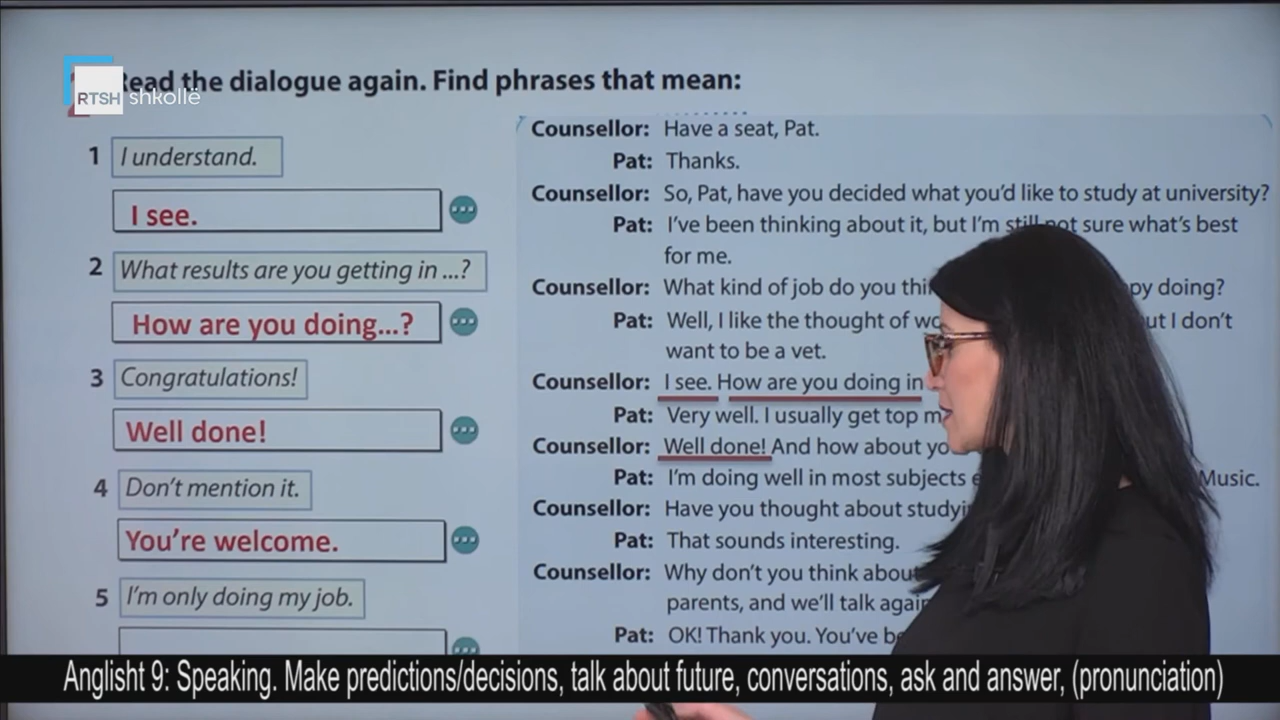 Read the dialogue again. Find phrases that mean:
RTSH shkollë
1 I understand.
I see.
2 What results are you getting in ...?
How are you doing...?
3 Congratulations!
Well done!
4 Don't mention it.
You're welcome.
5 I'm only doing my job.
Counsellor: Have a seat, Pat.
Pat: Thanks.
Counsellor: So, Pat, have you decided what you'd like to study at university?
Pat: I've been thinking about it, but I'm still not sure what's best
for me.
Counsellor: What kind of job do you doing?
Pat: Well, I like the thought of I don't
want to be a vet.
Counsellor: I see. How are you doing in
Pat: Very well. I usually get top
Counsellor: Well done! And how about
Pat: I'm doing well in most subjects Music.
Counsellor: Have you thought about
Pat: That sounds interesting.
Counsellor: Why don't you think
parents, and we'll talk
Pat: OK! Thank you. You've
Anglisht 9: Speaking. Make predictions/decisions, talk about future, conversations, ask and answer, (pronunciation)